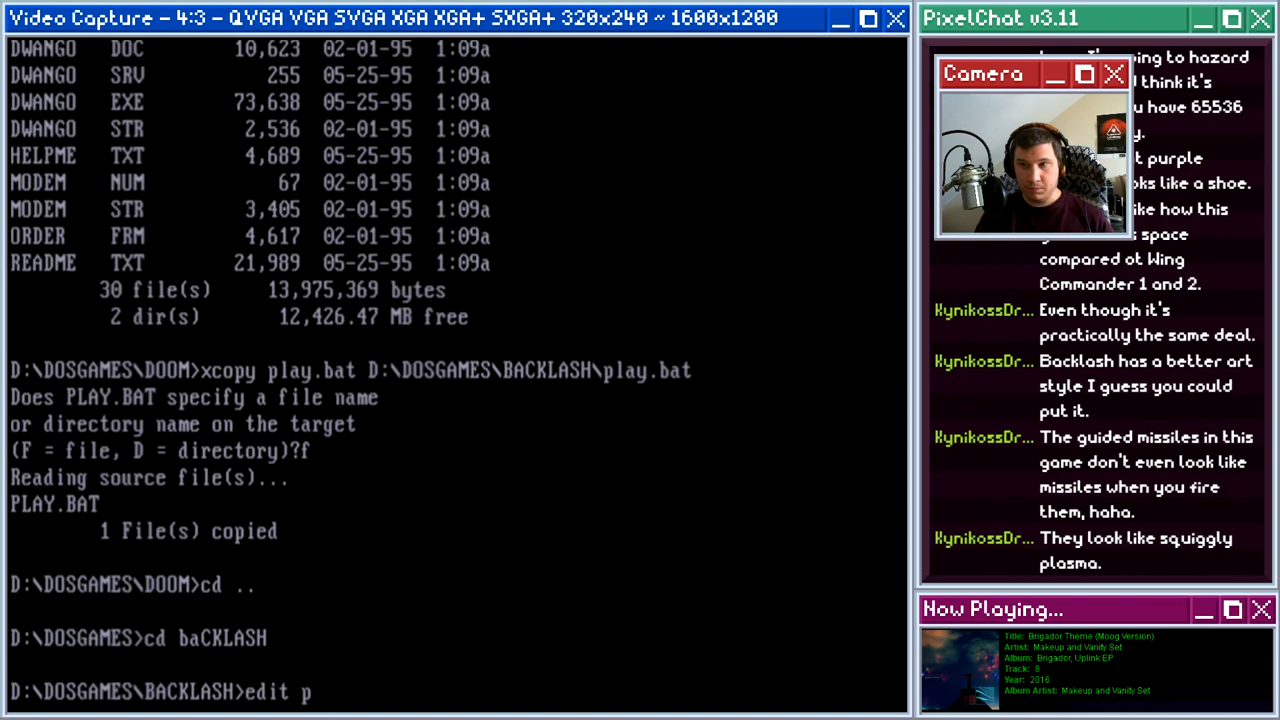 Video Capture - 4:3 - QVGA VGA SVGA XGA XGA+ SXGA+ 320x240 ~ 1600x1200
DWANGO DOC 10,623 02-01-95 1:09a
DWANGO SRV 255 05-25-95 1:09a
DWANGO EXE 73,638 05-25-95 1:09a
DWANGO STR 2,536 02-01-95 1:09a
HELPME TXT 4,689 05-25-95 1:09a
MODEM NUM 67 02-01-95 1:09a
MODEM STR 3,405 02-01-95 1:09a
ORDER FRM 4,617 02-01-95 1:09a
README TXT 21,989 05-25-95 1:09a
30 file(s) 13,975,369 bytes
2 dir(s) 12,426.47 MB free
D:\DOSGAMES\DOOM>xcopy play.bat D:\DOSGAMES\BACKLASH\play.bat
Does PLAY.BAT specify a file name
or directory name on the target
(F = file, D = directory)?f
Reading source file(s)...
PLAY.BAT
1 File(s) copied
D:\DOSGAMES\DOOM>cd ..
D:\DOSGAMES>cd baCKLASH
D:\DOSGAMES\BACKLASH>edit p
PixelChat v3.11
Camera
ing to hazard
think it's
u have 65536
y.
t purple
oks like a shoe.
ike how this
space
compared ot Wing
Commander 1 and 2.
KynikossDr... Even though it's
practically the same deal.
KynikossDr... Backlash has a better art
style I guess you could
put it.
KynikossDr... The guided missiles in this
game don't even look like
missiles when you fire
them, haha.
KynikossDr... They look like squiggly
plasma.
Now Playing...
Title: Brigador Theme (Moog Version)
Artist: Makeup and Vanity Set
Album: Brigador, Uplink EP
Track: 8
Year: 2016
Album Artist: Makeup and Vanity Set